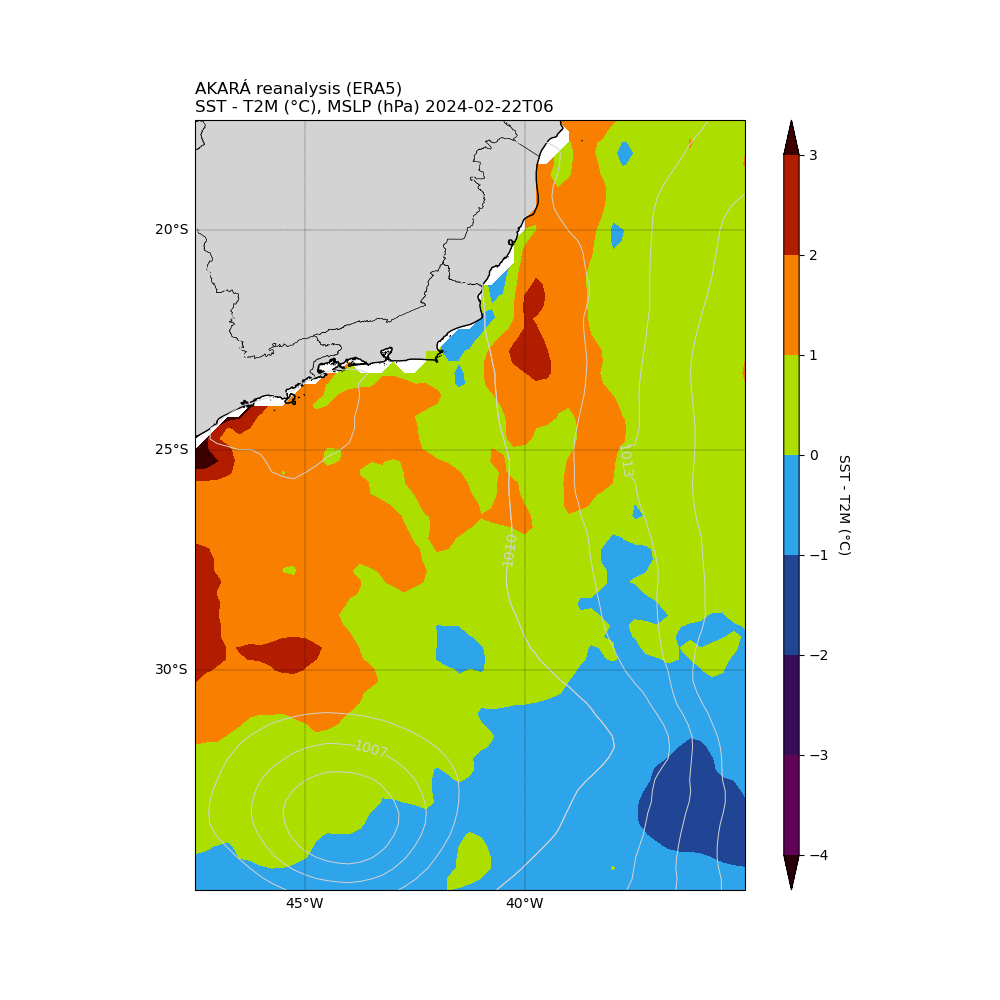 AKARÁ reanalysis (ERA5)
SST - T2M (°C), MSLP (hPa) 2024-02-22T06
20°S
25°S
30°S
45°W
40°W
1013
1010
1007
3
2
1
0
−1
−2
−3
−4
SST - T2M (°C)